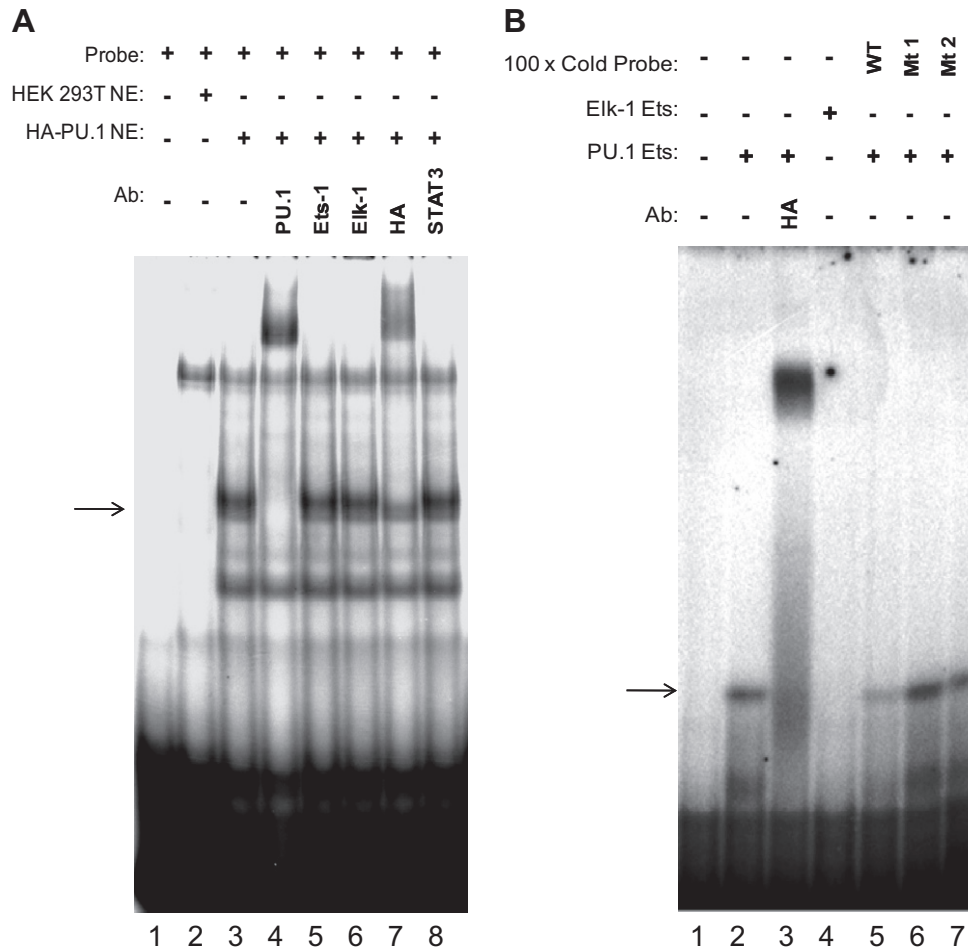 A
Probe: + + + + + + + +
HEK 293T NE: - + - - - - - -
HA-PU.1 NE: - - + + + + + +
Ab: - - - PU.1 Ets-1 Elk-1 HA STAT3
1 2 3 4 5 6 7 8
B
100 x Cold Probe: - - - - WT Mt 1 Mt 2
Elk-1 Ets: - - - + - - -
PU.1 Ets: - + + - + + +
Ab: - - HA - - - -
1 2 3 4 5 6 7